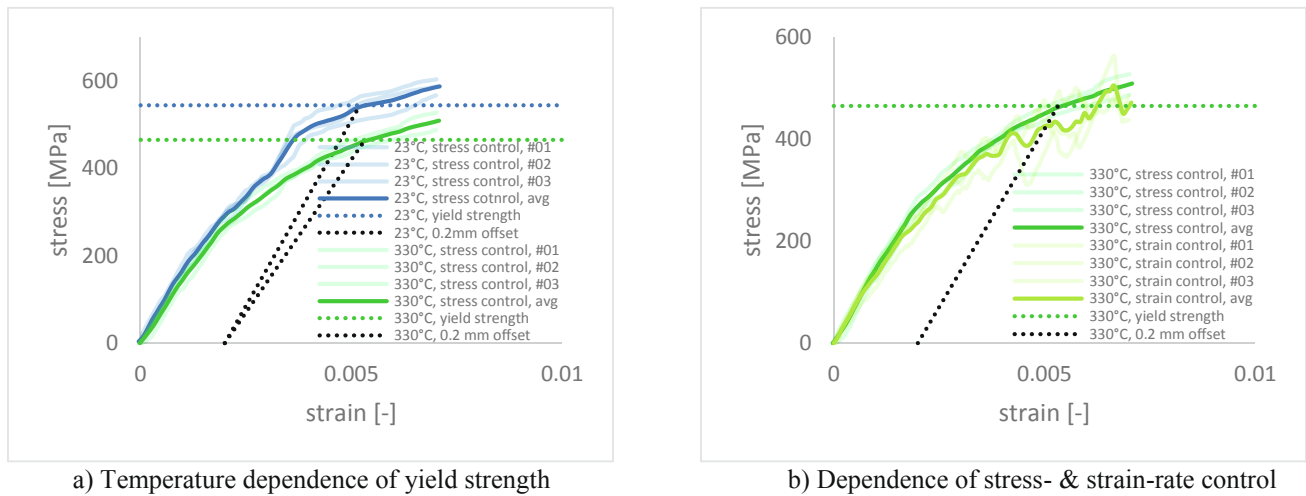 600
400
200
0
stress [MPa]
0
0.005
0.01
strain [-]
23°C, stress control, #01
23°C, stress control, #02
23°C, stress control, #03
23°C, stress cotnrol, avg
23°C, yield strength
23°C, 0.2mm offset
330°C, stress control, #01
330°C, stress control, #02
330°C, stress control, #03
330°C, stress control, avg
330°C, yield strength
330°C, 0.2 mm offset
a) Temperature dependence of yield strength
600
400
200
0
stress [MPa]
0
0.005
0.01
strain [-]
330°C, stress control, #01
330°C, stress control, #02
330°C, stress control, #03
330°C, stress control, avg
330°C, strain control, #01
330°C, strain control, #02
330°C, strain control, #03
330°C, strain control, avg
330°C, yield strength
330°C, 0.2 mm offset
b) Dependence of stress- & strain-rate control